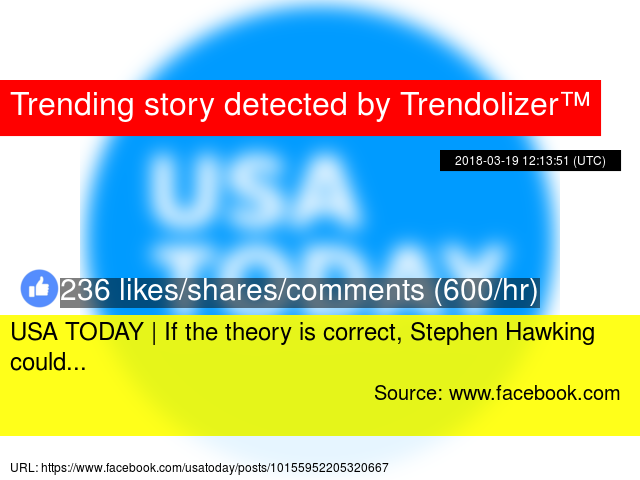 Trending story detected by Trendolizer™
2018-03-19 12:13:51 (UTC)
USA
TODAY
236 likes/shares/comments (600/hr)
USA TODAY | If the theory is correct, Stephen Hawking
could...
Source: www.facebook.com
URL: https://www.facebook.com/usatoday/posts/10155952205320667